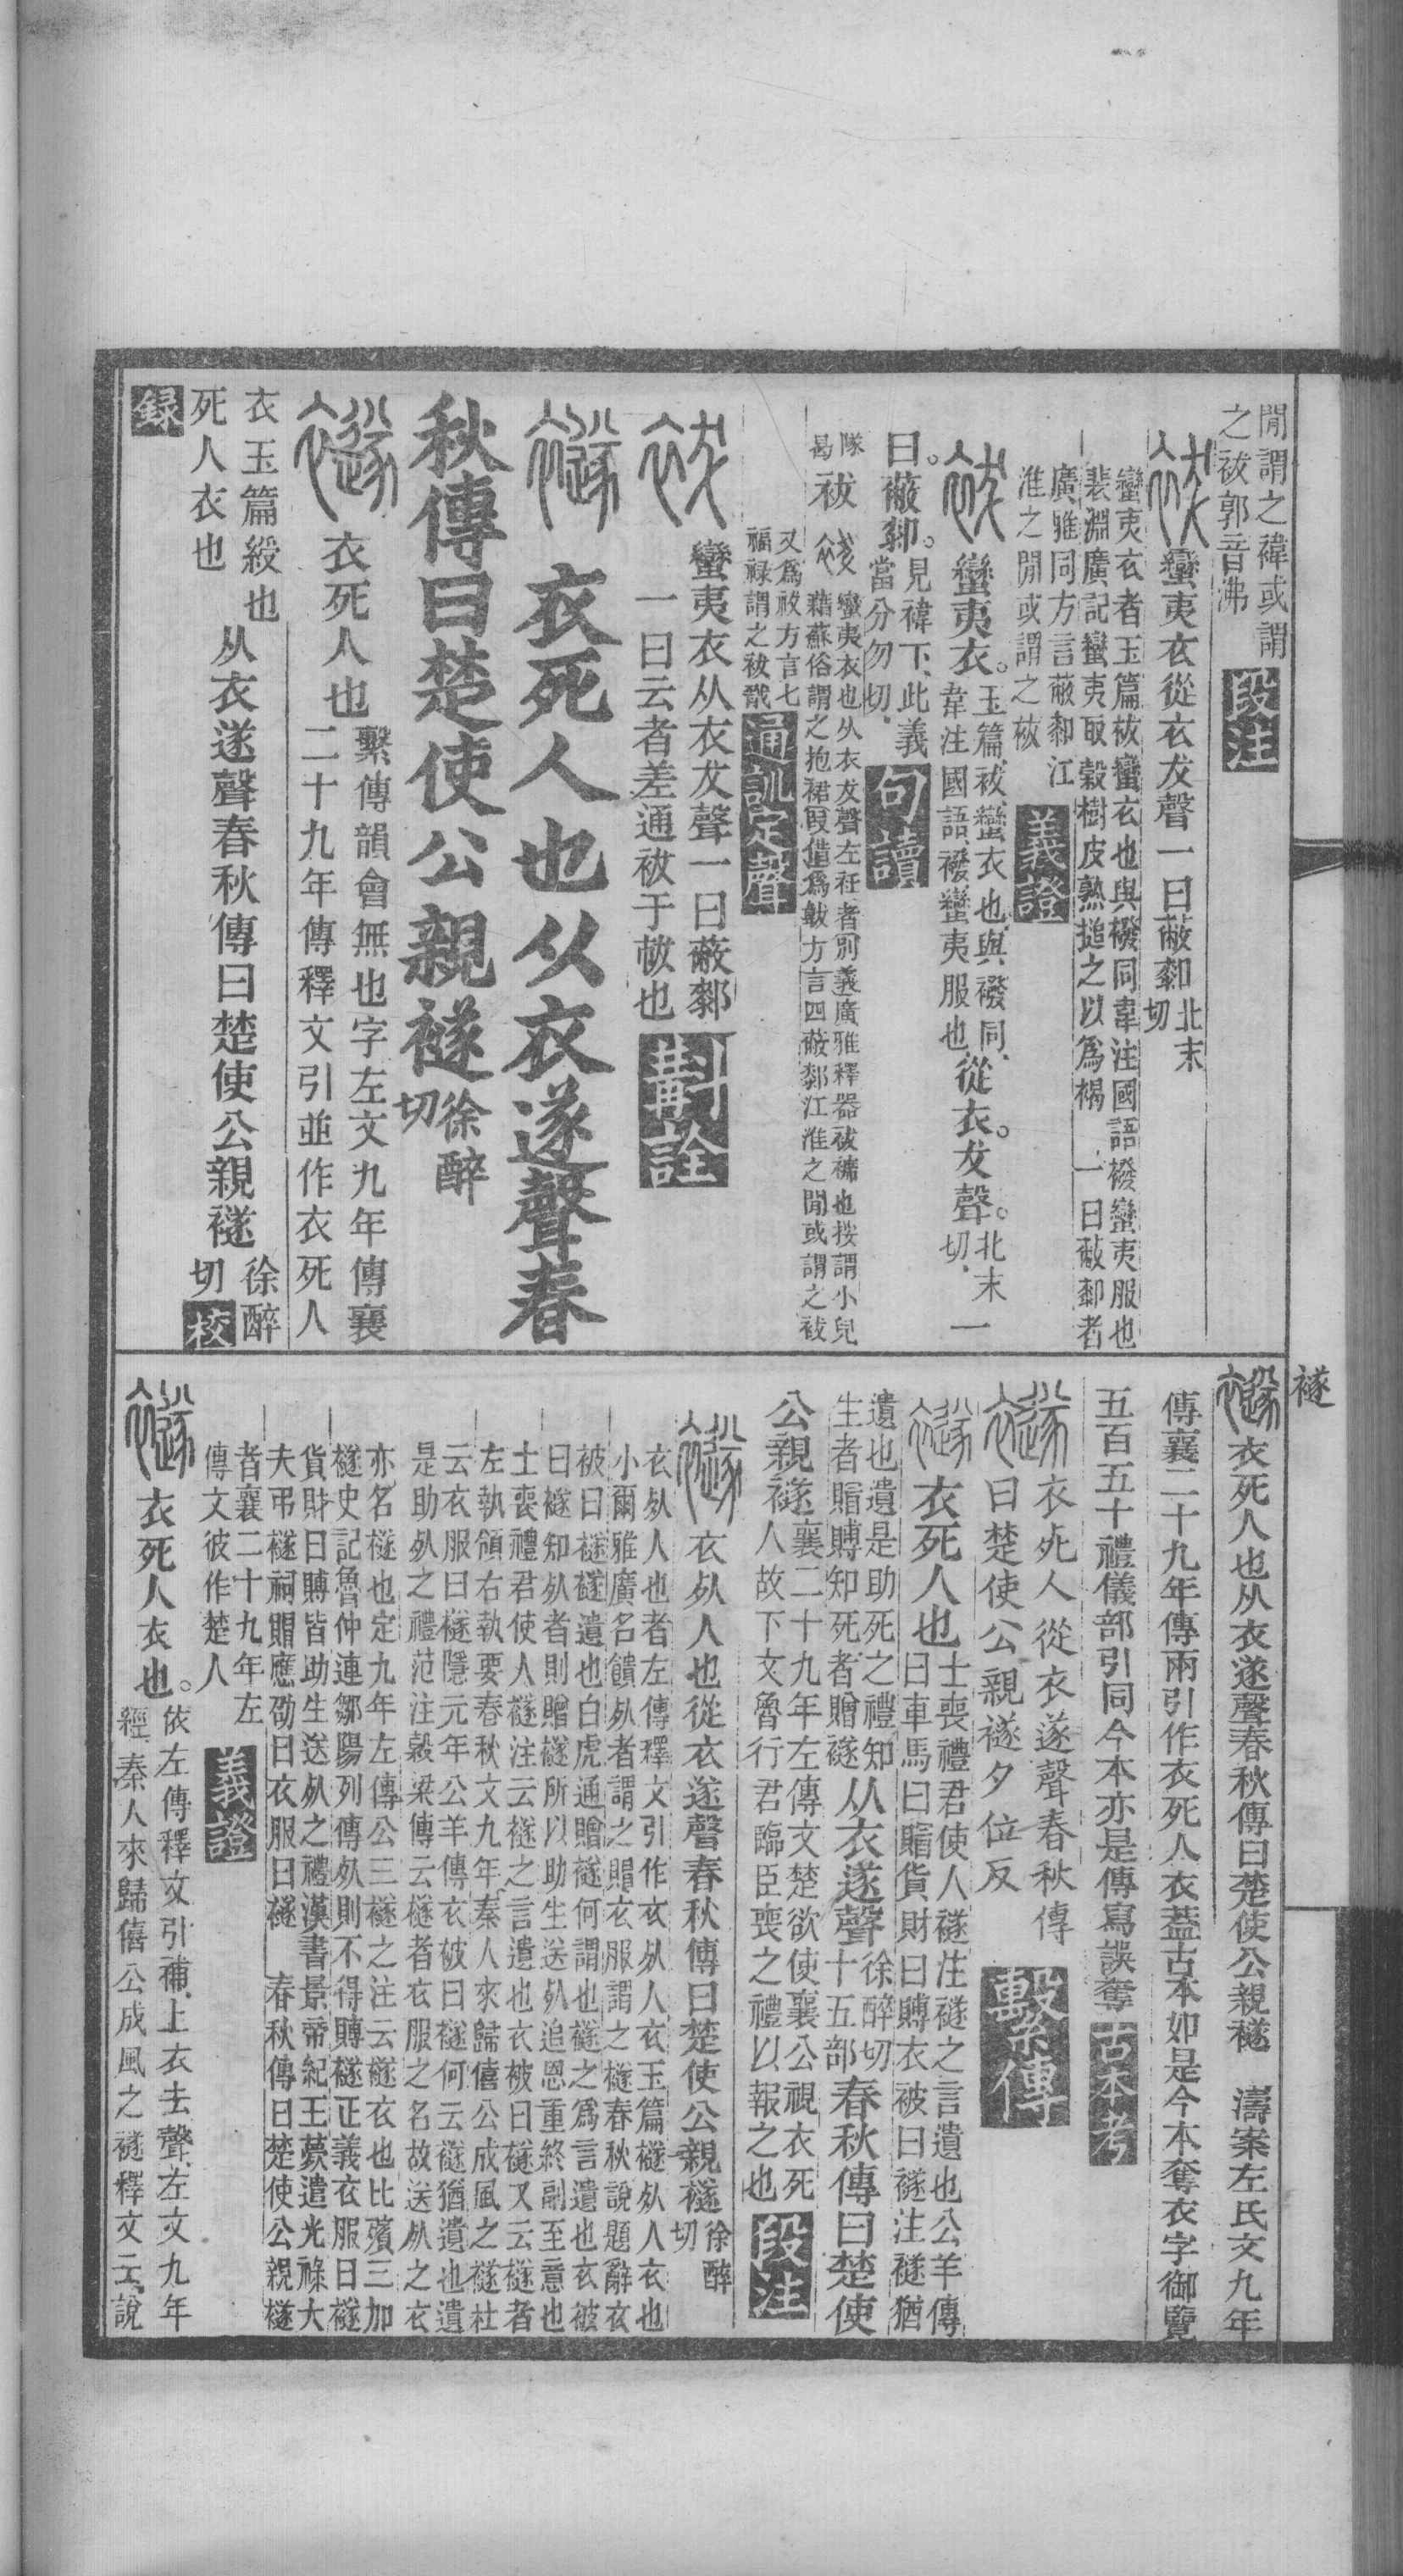 閒謂之褘或謂
之袚郭音沸
段注
蠻夷衣從衣犮聲一曰蔽厀北末
切
蠻夷衣者玉篇袚蠻衣也與襏同韋注國語襏蠻夷服也
裴淵廣記蠻夷取穀樹皮熟搥之以爲褐 一曰蔽厀者
廣雅同方言蔽厀江
淮之閒或謂之袚
義證
蠻夷衣。玉篇、袚、蠻衣也、與襏同、
韋注國語、襏、蠻夷服也、從衣。犮聲。北末
切、一
曰。蔽厀。見褘下、此義
當分勿切、
句讀
隊
曷
袚
蠻夷衣也从衣犮聲左衽者別義廣雅釋器袚襣也按謂小兒
藉蘇俗謂之抱裙叚借爲韍方言四蔽厀江淮之閒或謂之袚
又爲祓方言七
福祿謂之袚戩
通訓定聲
蠻夷衣从衣犮聲一曰蔽厀
一曰云者差通袚于黻也
斠詮
衣死人也从衣遂聲春
秋傳曰楚使公親襚徐醉
切
衣死人也繫傳韻會無也字左文九年傳襄
二十九年傳釋文引並作衣死人
衣玉篇綬也
死人衣也
从衣遂聲春秋傳曰楚使公親襚徐醉
切
校
錄
襚
衣死人也从衣遂聲春秋傳曰楚使公親襚 濤案左氏文九年
傳襄二十九年傳兩引作衣死人衣葢古本如是今本奪衣字御覽
五百五十禮儀部引同今本亦是傳寫誤奪
古本考
衣死人從衣遂聲春秋傳
曰楚使公親襚夕位反
繫傳
衣死人也士喪禮君使人襚注襚之言遺也公羊傳
曰車馬曰賵貨財曰賻衣被曰襚注襚猶
遺也遺是助死之禮知
生者賵賻知死者贈襚从衣遂聲徐醉切
十五部春秋傳曰楚使
公親襚襄二十九年左傳文楚欲使襄公視衣死
人故下文魯行君臨臣喪之禮以報之也
段注
衣死人也從衣遂聲春秋傳曰楚使公親襚徐醉
切
衣死人也者左傳釋文引作衣死人衣玉篇襚死人衣也
小爾雅廣名饋死者謂之賵衣服謂之襚春秋說題辭衣
被曰襚襚遺也白虎通贈襚何謂也襚之爲言遺也衣被
曰襚知死者則贈襚所以助生送死追恩重終副至意也
士喪禮君使人襚注云襚之言遺也衣被曰襚又云襚者
左執領右執要春秋文九年秦人來歸僖公成風之襚杜
云衣服曰襚隱元年公羊傳衣被曰襚何云襚猶遺也遺
是助死之禮范注穀梁傳云襚者衣服之名故送死之衣
亦名襚也定九年左傳公三襚之注云襚衣也比殯三加
襚史記魯仲連鄒陽列傳死則不得賻襚正義衣服曰襚
貨財曰賻皆助生送死之禮漢書景帝紀王薨遣光祿大
夫弔襚祠賵應劭曰衣服曰襚 春秋傳曰楚使公親襚
者襄二十九年左
傳文彼作楚人
義證
衣死人衣也。依左傳釋文引補、上衣去聲、左文九年
經、秦人來歸僖公成風之襚、釋文云、說